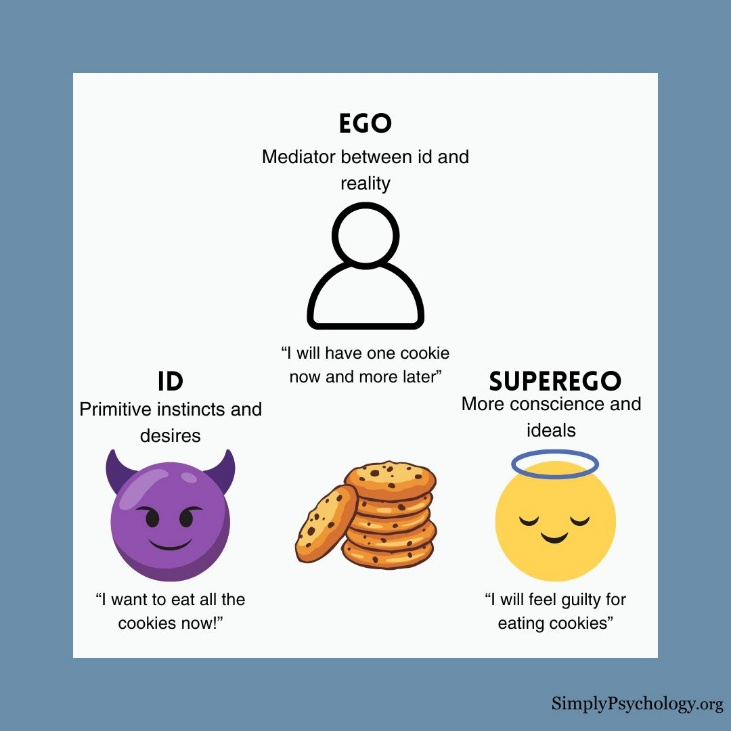 EGO
Mediator between id and
reality
“I will have one cookie
now and more later”
ID
Primitive instincts and
desires
“I want to eat all the
cookies now!”
SUPEREGO
More conscience and
ideals
“I will feel guilty for
eating cookies”
SimplyPsychology.org